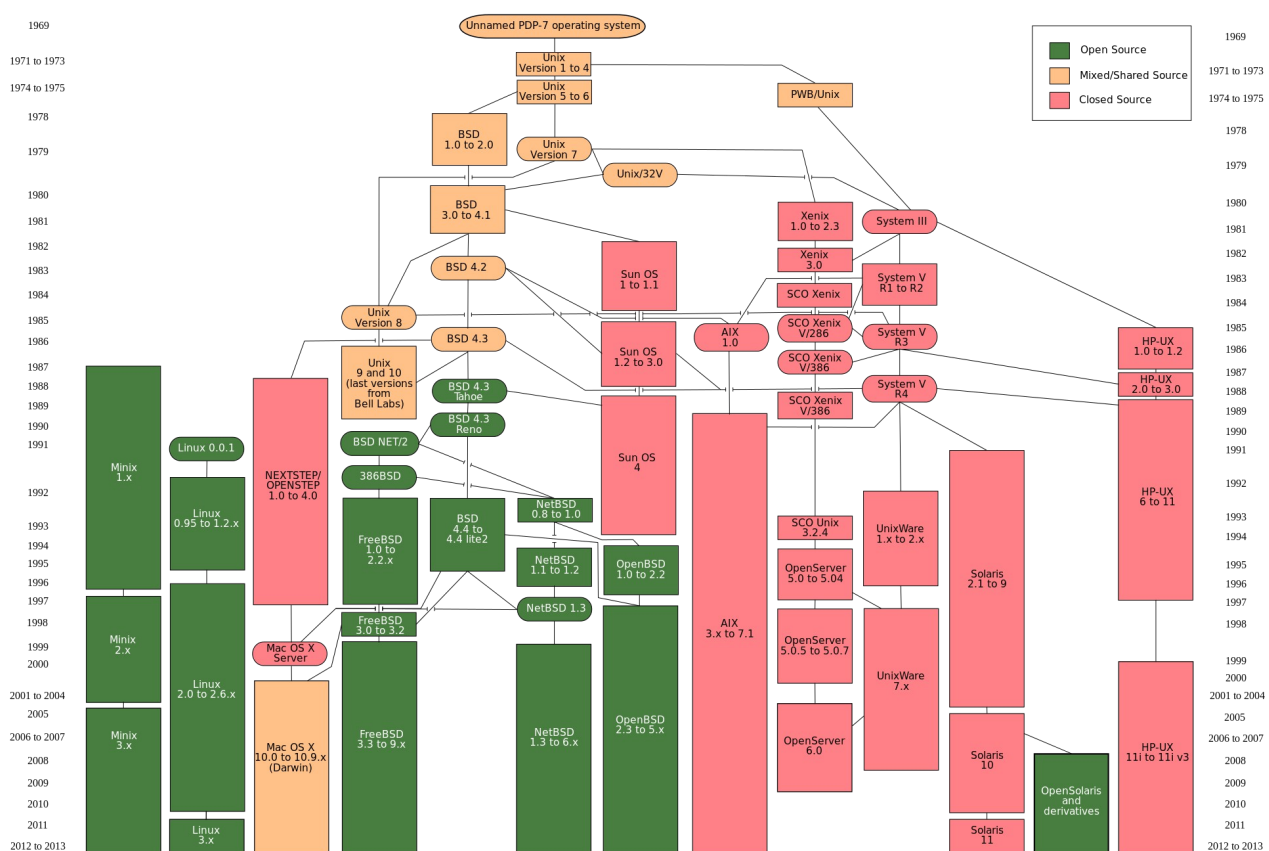 1969
1971 to 1973
1974 to 1975
1978
1979
1980
1981
1982
1983
1984
1985
1986
1987
1988
1989
1990
1991
1992
1993
1994
1995
1996
1997
1998
1999
2000
2001 to 2004
2005
2006 to 2007
2008
2009
2010
2011
2012 to 2013
Unnamed PDP-7 operating system
Unix
Version 1 to 4
Unix
Version 5 to 6
PWB/Unix
BSD
1.0 to 2.0
Unix
Version 7
Unix/32V
BSD
3.0 to 4.1
Xenix
1.0 to 2.3
System III
Sun OS
1 to 1.1
Xenix
3.0
BSD 4.2
System V
R1 to R2
SCO Xenix
Unix
Version 8
SCO Xenix
V/286
AIX
1.0
System V
R3
BSD 4.3
Sun OS
1.2 to 3.0
HP-UX
1.0 to 1.2
Unix
9 and 10
(last versions
from
Bell Labs)
SCO Xenix
V/386
HP-UX
2.0 to 3.0
BSD 4.3
Tahoe
System V
R4
SCO Xenix
V/386
BSD 4.3
Reno
BSD NET/2
Linux 0.0.1
Minix
1.x
386BSD
NEXTSTEP/
OPENSTEP
1.0 to 4.0
Sun OS
4
HP-UX
6 to 11
Linux
0.95 to 1.2.x
NetBSD
0.8 to 1.0
BSD
4.4 to
4.4 lite2
SCO Unix
3.2.4
UnixWare
1.x to 2.x
FreeBSD
1.0 to
2.2.x
NetBSD
1.1 to 1.2
OpenBSD
1.0 to 2.2
OpenServer
5.0 to 5.04
Solaris
2.1 to 9
NetBSD 1.3
FreeBSD
3.0 to 3.2
AIX
3.x to 7.1
Minix
2.x
Mac OS X
Server
OpenServer
5.0.5 to 5.0.7
Linux
2.0 to 2.6.x
UnixWare
7.x
Minix
3.x
Mac OS X
10.0 to 10.9.x
(Darwin)
FreeBSD
3.3 to 9.x
NetBSD
1.3 to 6.x
OpenBSD
2.3 to 5.x
OpenServer
6.0
Solaris
10
HP-UX
11i to 11i v3
OpenSolaris
and
derivatives
Linux
3.x
Solaris
11
Open Source
Mixed/Shared Source
Closed Source
1969
1971 to 1973
1974 to 1975
1978
1979
1980
1981
1982
1983
1984
1985
1986
1987
1988
1989
1990
1991
1992
1993
1994
1995
1996
1997
1998
1999
2000
2001 to 2004
2005
2006 to 2007
2008
2009
2010
2011
2012 to 2013